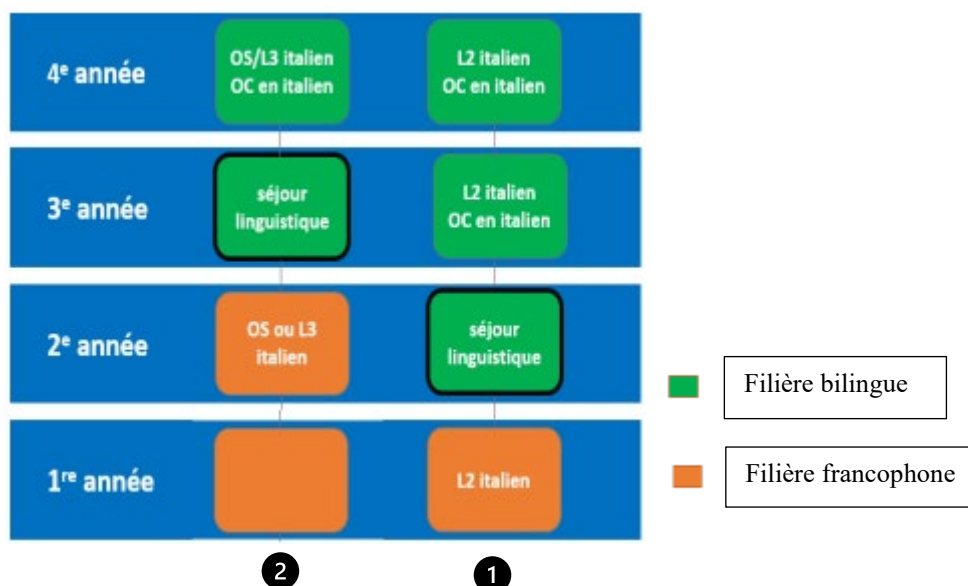 4e année
OS/L3 italien
OC en italien
L2 italien
OC en italien
3e année
séjour
linguistique
L2 italien
OC en italien
2e année
OS ou L3
italien
séjour
linguistique
Filière bilingue
1re année
L2 italien
Filière francophone
2
1